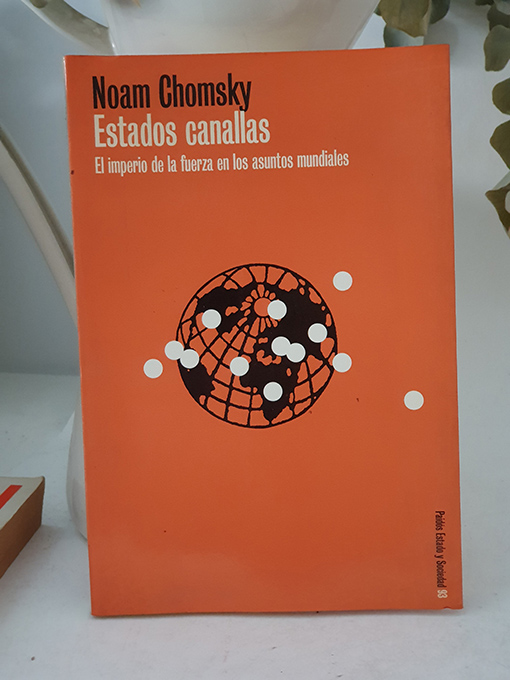 Noam Chomsky
Estados canallas
El imperio de la fuerza en los asuntos mundiales
Paidós Estado y Sociedad 93